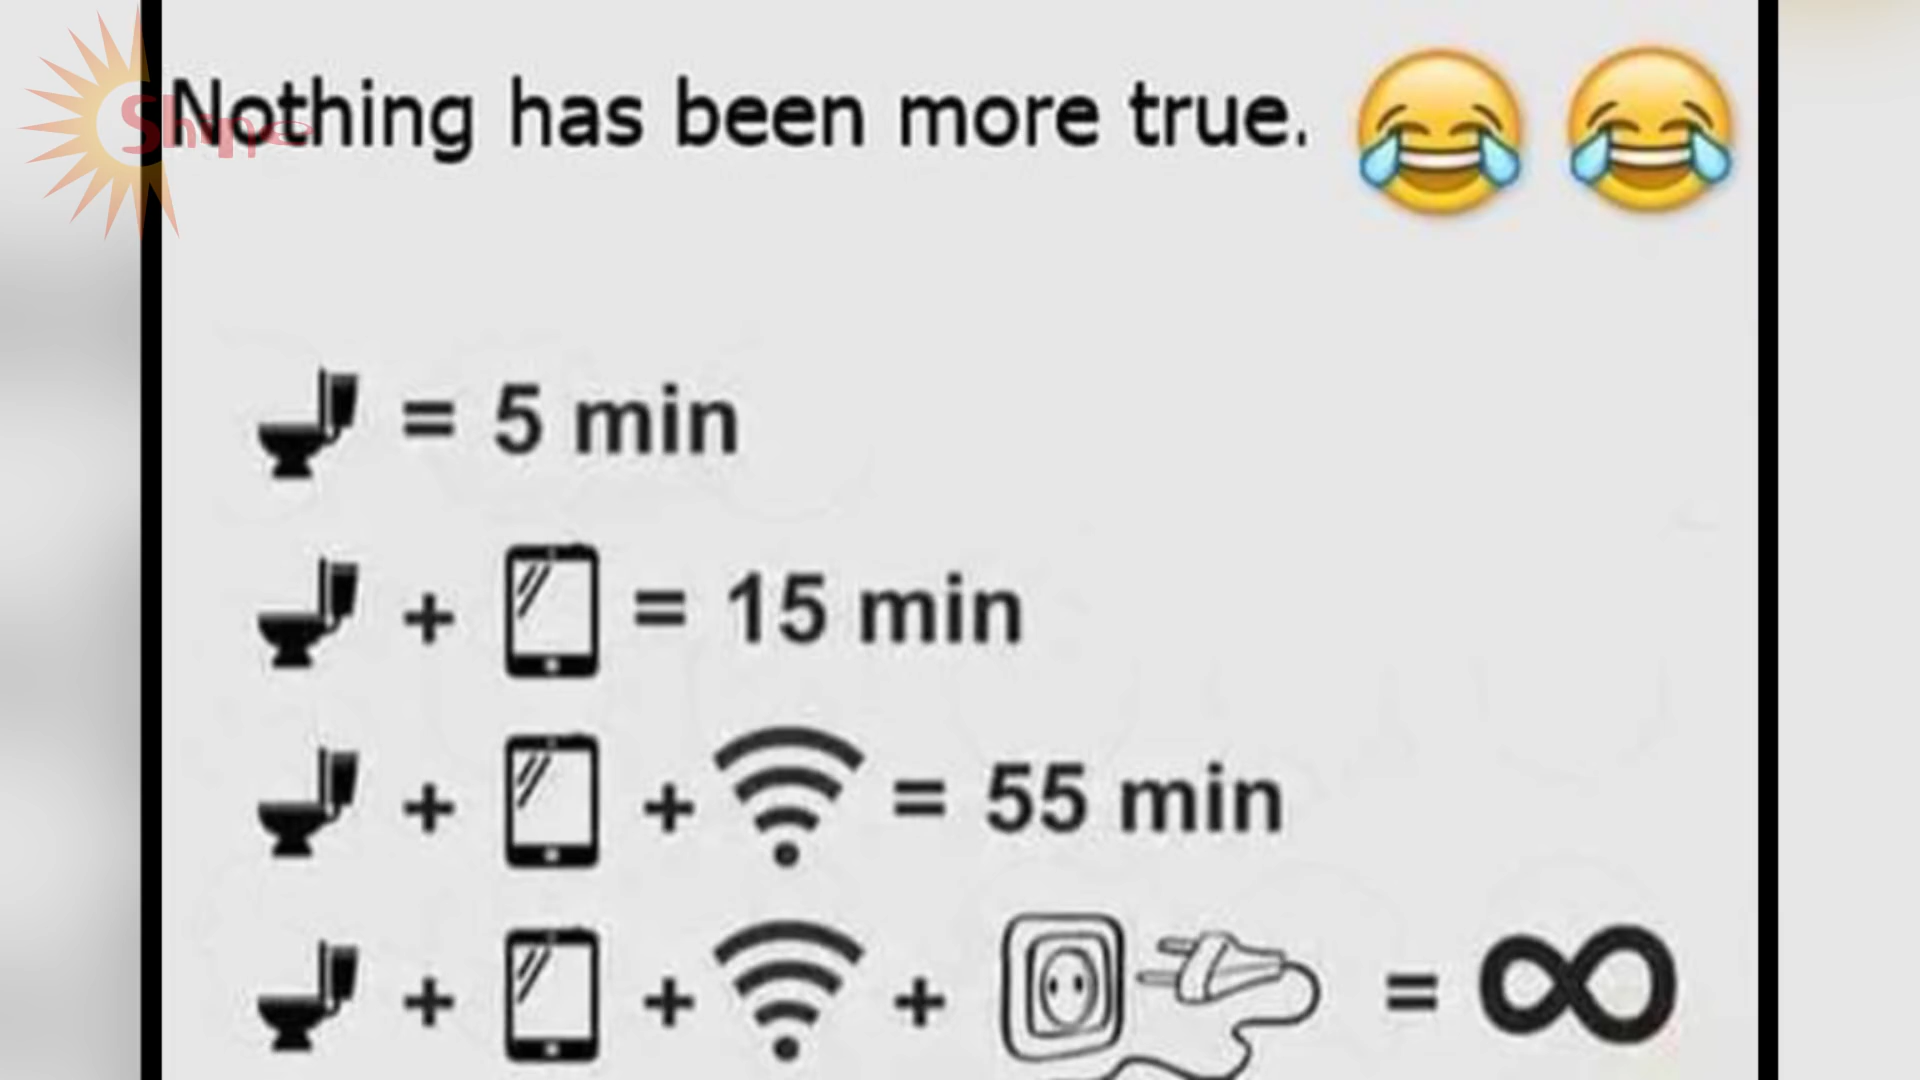 Nothing has been more true. 😂 😂
= 5 min
+ = 15 min
+ + = 55 min
+ + + = ∞